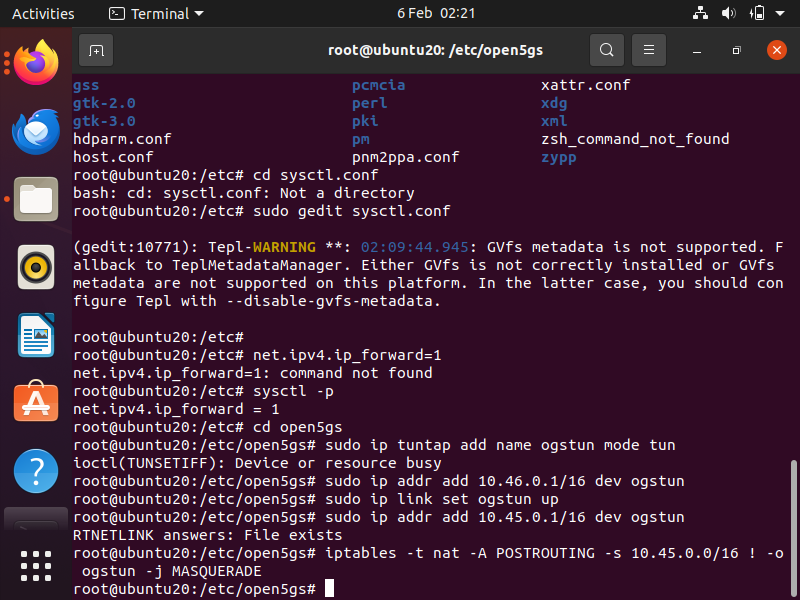 Activities
Terminal
6 Feb 02:21
root@ubuntu20: /etc/open5gs
gss pcmcia xattr.conf
gtk-2.0 perl xdg
gtk-3.0 pki xml
hdparm.conf pm zsh_command_not_found
host.conf pnm2ppa.conf zypp
root@ubuntu20:/etc# cd sysctl.conf
bash: cd: sysctl.conf: Not a directory
root@ubuntu20:/etc# sudo gedit sysctl.conf
(gedit:10771): Tepl-WARNING **: 02:09:44.945: GVfs metadata is not supported. F
allback to TeplMetadataManager. Either GVfs is not correctly installed or GVfs
metadata are not supported on this platform. In the latter case, you should con
figure Tepl with --disable-gvfs-metadata.
root@ubuntu20:/etc#
root@ubuntu20:/etc# net.ipv4.ip_forward=1
net.ipv4.ip_forward=1: command not found
root@ubuntu20:/etc# sysctl -p
net.ipv4.ip_forward = 1
root@ubuntu20:/etc# cd open5gs
root@ubuntu20:/etc/open5gs# sudo ip tuntap add name ogstun mode tun
ioctl(TUNSETIFF): Device or resource busy
root@ubuntu20:/etc/open5gs# sudo ip addr add 10.46.0.1/16 dev ogstun
root@ubuntu20:/etc/open5gs# sudo ip link set ogstun up
root@ubuntu20:/etc/open5gs# sudo ip addr add 10.45.0.1/16 dev ogstun
RTNETLINK answers: File exists
root@ubuntu20:/etc/open5gs# iptables -t nat -A POSTROUTING -s 10.45.0.0/16 ! -o
ogstun -j MASQUERADE
root@ubuntu20:/etc/open5gs#